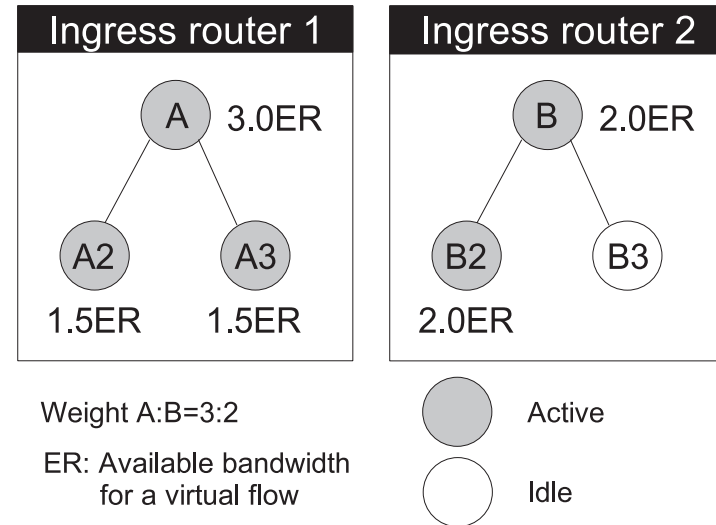 Ingress router 1
A
3.0ER
A2
A3
1.5ER
1.5ER
Ingress router 2
B
2.0ER
B2
B3
2.0ER
Weight A:B=3:2
ER: Available bandwidth
for a virtual flow
Active
Idle